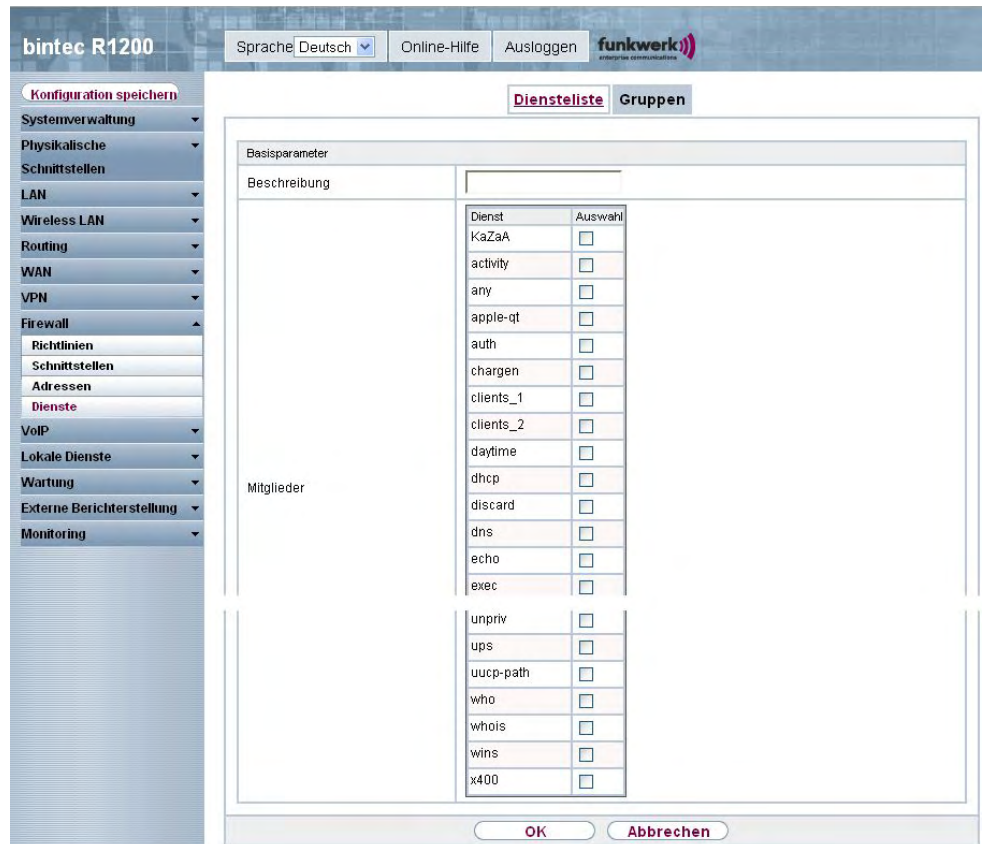 bintec R1200
Sprache Deutsch
Online-Hilfe
Ausloggen
funkwerk
enterprise communications
Konfiguration speichern
Systemverwaltung
Physikalische
Schnittstellen
LAN
Wireless LAN
Routing
WAN
VPN
Firewall
Richtlinien
Schnittstellen
Adressen
Dienste
VoIP
Lokale Dienste
Wartung
Externe Berichterstellung
Monitoring
Diensteliste Gruppen
Basisparameter
Beschreibung
Mitglieder
Dienst Auswahl
KaZaA
activity
any
apple-qt
auth
chargen
clients_1
clients_2
daytime
dhcp
discard
dns
echo
exec
unpriv
ups
uucp-path
who
whois
wins
x400
OK Abbrechen